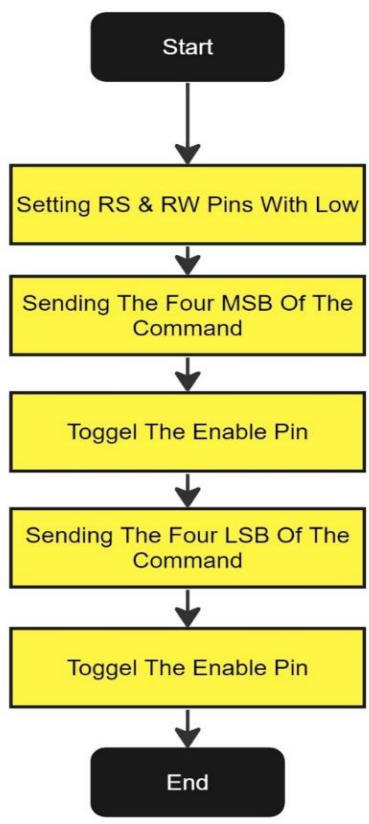 Start
Setting RS & RW Pins With Low
Sending The Four MSB Of The
Command
Toggel The Enable Pin
Sending The Four LSB Of The
Command
Toggel The Enable Pin
End